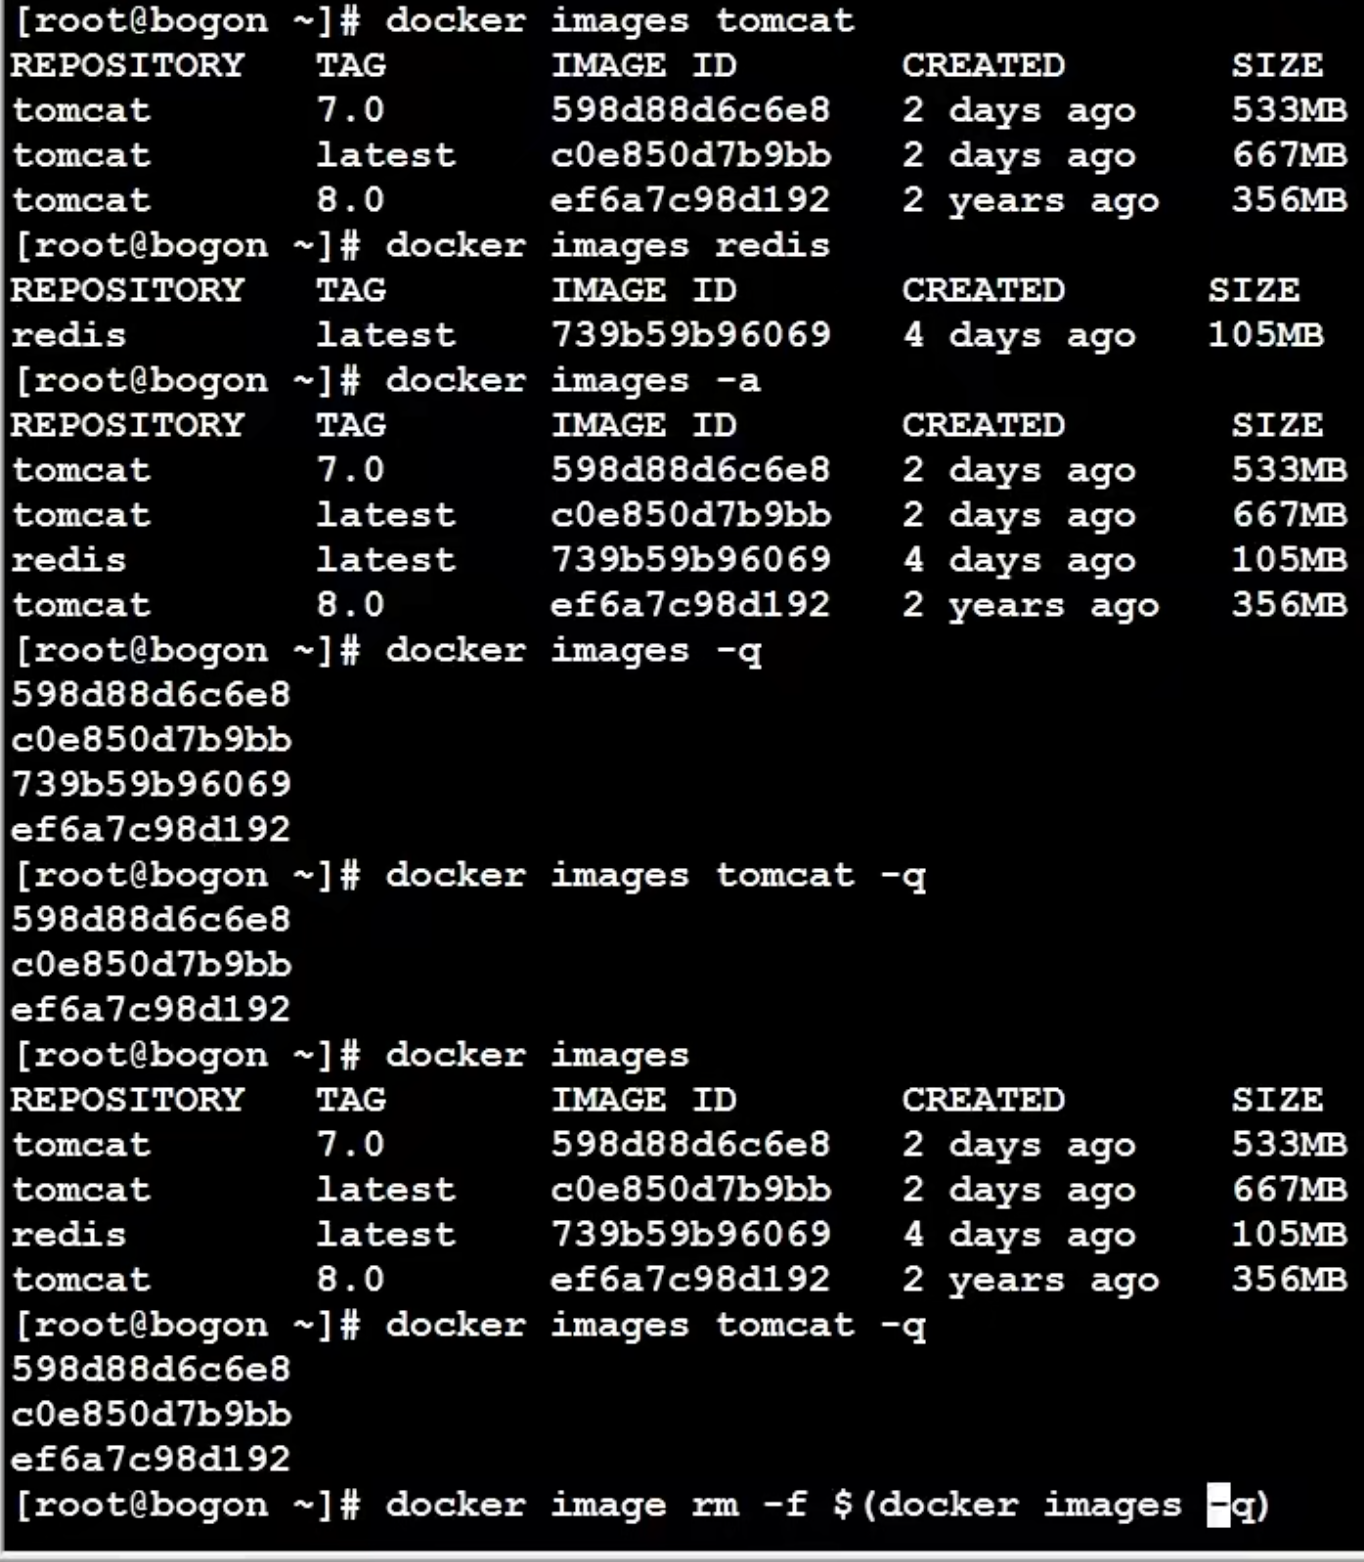 [root@bogon ~]# docker images tomcat
REPOSITORY TAG IMAGE ID CREATED SIZE
tomcat 7.0 598d88d6c6e8 2 days ago 533MB
tomcat latest c0e850d7b9bb 2 days ago 667MB
tomcat 8.0 ef6a7c98d192 2 years ago 356MB
[root@bogon ~]# docker images redis
REPOSITORY TAG IMAGE ID CREATED SIZE
redis latest 739b59b96069 4 days ago 105MB
[root@bogon ~]# docker images -a
REPOSITORY TAG IMAGE ID CREATED SIZE
tomcat 7.0 598d88d6c6e8 2 days ago 533MB
tomcat latest c0e850d7b9bb 2 days ago 667MB
redis latest 739b59b96069 4 days ago 105MB
tomcat 8.0 ef6a7c98d192 2 years ago 356MB
[root@bogon ~]# docker images -q
598d88d6c6e8
c0e850d7b9bb
739b59b96069
ef6a7c98d192
[root@bogon ~]# docker images tomcat -q
598d88d6c6e8
c0e850d7b9bb
ef6a7c98d192
[root@bogon ~]# docker images
REPOSITORY TAG IMAGE ID CREATED SIZE
tomcat 7.0 598d88d6c6e8 2 days ago 533MB
tomcat latest c0e850d7b9bb 2 days ago 667MB
redis latest 739b59b96069 4 days ago 105MB
tomcat 8.0 ef6a7c98d192 2 years ago 356MB
[root@bogon ~]# docker images tomcat -q
598d88d6c6e8
c0e850d7b9bb
ef6a7c98d192
[root@bogon ~]# docker image rm -f $(docker images -q)